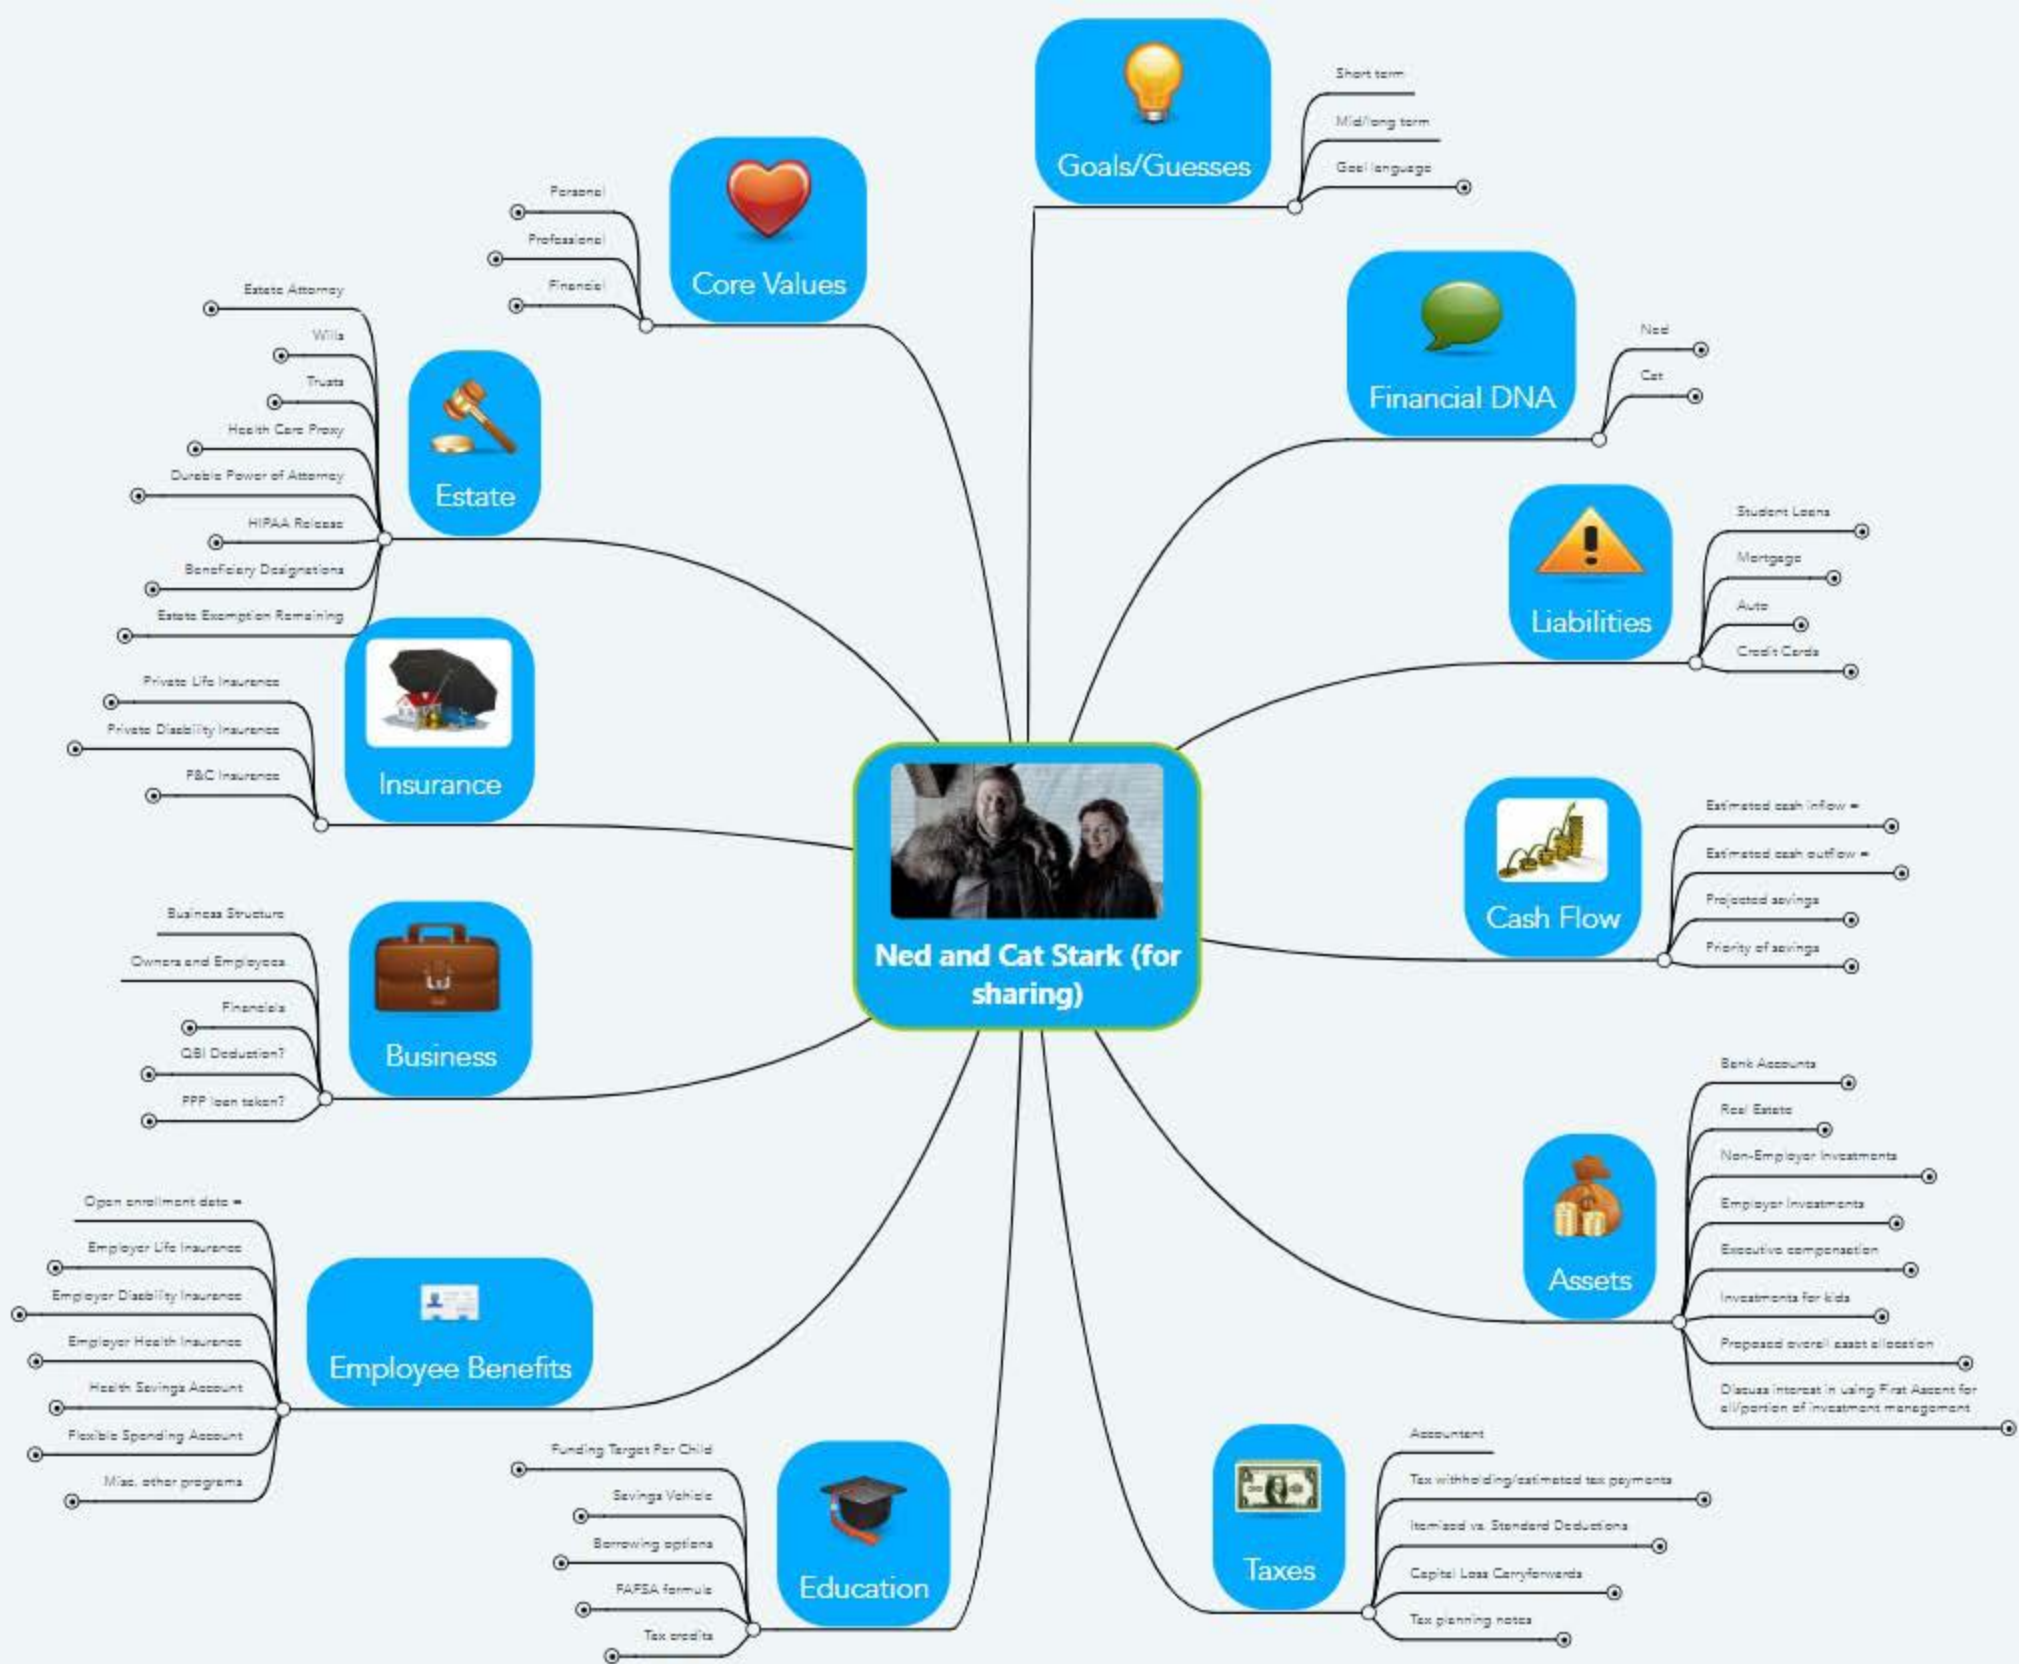 Goals/Guesses
Short term
Mid/long term
Goal language
Financial DNA
Ned
Cat
Liabilities
Student Loans
Mortgage
Auto
Credit Cards
Cash Flow
Estimated cash inflow =
Estimated cash outflow =
Projected savings
Priority of savings
Assets
Bank Accounts
Real Estate
Non-Employer Investments
Employer Investments
Executive compensation
Investments for kids
Proposed overall asset allocation
Discuss interest in using First Ascent for
all/portion of investment management
Taxes
Accountant
Tax withholding/estimated tax payments
Itemized vs. Standard Deductions
Capital Loss Carryforwards
Tax planning notes
Core Values
Personal
Professional
Financial
Estate
Estate Attorney
Wills
Trusts
Health Care Proxy
Durable Power of Attorney
HIPAA Release
Beneficiary Designations
Estate Exemption Remaining
Insurance
Private Life Insurance
Private Disability Insurance
P&C Insurance
Business
Business Structure
Owners and Employees
Financials
QBI Deduction?
PPP loan taken?
Employee Benefits
Open enrollment date =
Employer Life Insurance
Employer Disability Insurance
Employer Health Insurance
Health Savings Account
Flexible Spending Account
Misc. other programs
Education
Funding Target Per Child
Savings Vehicle
Borrowing options
FAFSA formula
Tax credits
Ned and Cat Stark (for
sharing)